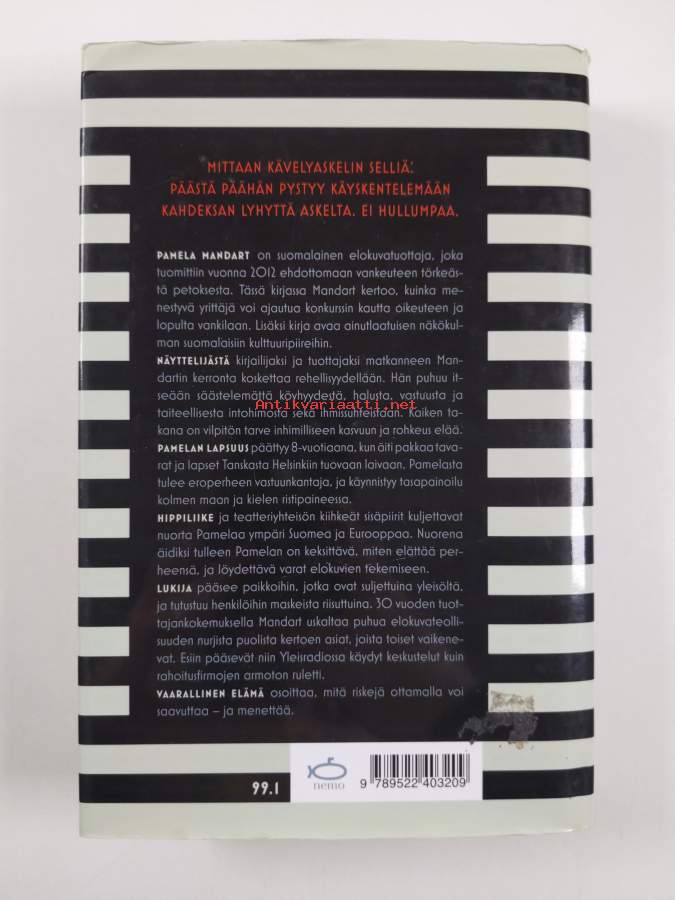 MITTAAN KÄVELYASKELIN SELLIÄ:
PÄÄSTÄ PÄÄHÄN PYSTYY KÄYSKENTELEMÄÄN
KAHDEKSAN LYHYTTÄ ASKELTA. EI HULLUMPAA.
PAMELA MANDART on suomalainen elokuvatuottaja, joka
tuomittiin vuonna 2012 ehdottomaan vankeuteen törkeäs-
tä petoksesta. Tässä kirjassa Mandart kertoo, kuinka me-
nestyvä yrittäjä voi ajautua konkurssin kautta oikeuteen ja
lopulta vankilaan. Lisäksi kirja avaa ainutlaatuisen näkökul-
man suomalaisiin kulttuuripiireihin.
NÄYTTELIJÄSTÄ kirjailijaksi ja tuottajaksi matkanneen Man-
dartin kerronta koskettaa rehellisyydellään. Hän puhuu it-
seään säästelemättä köyhyydestä, halusta, vastuusta ja
taiteellisesta intohimosta sekä ihmissuhteistaan. Kaiken ta-
Antikvariaatti.net
kana on vilpitön tarve inhimilliseen kasvuun ja rohkeus elää.
PAMELAN LAPSUUS päättyy 8-vuotiaana, kun äiti pakkaa tava-
rat ja lapset Tanskasta Helsinkiin tuovaan laivaan. Pamelasta
tulee eroperheen vastuunkantaja, ja käynnistyy tasapainoilu
kolmen maan ja kielen ristipaineessa.
HIPPILIIKE ja teatteriyhteisön kiihkeät sisäpiirit kuljettavat
nuorta Pamelaa ympäri Suomea ja Eurooppaa. Nuorena
äidiksi tulleen Pamelan on keksittävä, miten elättää per-
heensä, ja löydettävä varat elokuvien tekemiseen.
LUKIJA pääsee paikkoihin, jotka ovat suljettuina yleisöltä,
ja tutustuu henkilöihin maskeista riisuttuina. 30 vuoden tuot-
tajankokemuksella Mandart uskaltaa puhua elokuvateolli-
suuden nurjista puolista kertoen asiat, joista toiset vaikene-
vat. Esiin pääsevät niin Yleisradiossa käydyt keskustelut kuin
rahoitusfirmojen armoton ruletti.
VAARALLINEN ELÄMÄ osoittaa, mitä riskejä ottamalla voi
saavuttaa – ja menettää.
99.1
nemo
9 789522 403209